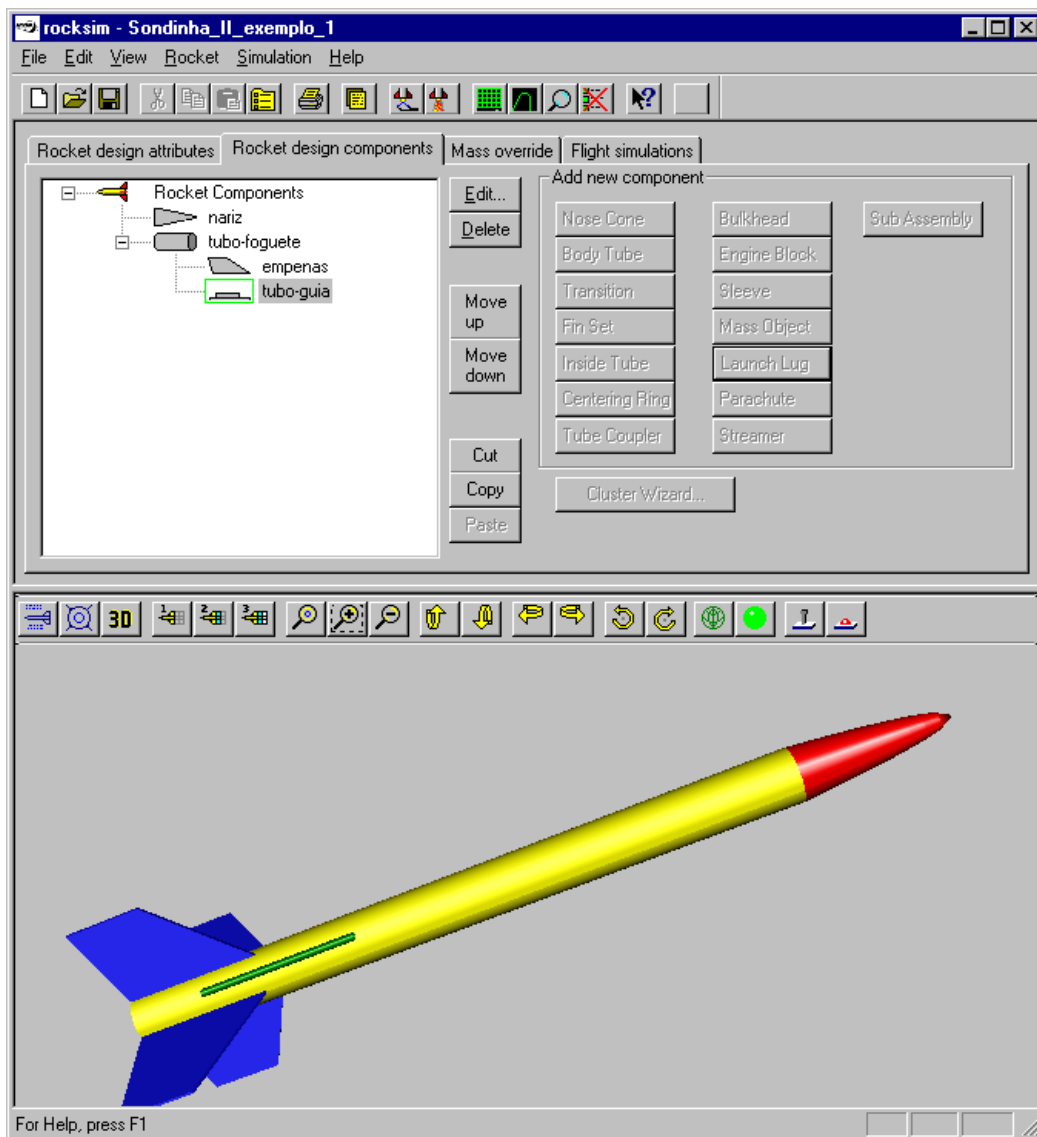 rocksim - Sondinha_II_exemplo_1
File Edit View Rocket Simulation Help
Rocket design attributes Rocket design components Mass override Flight simulations
Rocket Components
nariz
tubo-foguete
empenas
tubo-guia
Edit...
Delete
Move up
Move down
Cut
Copy
Paste
Add new component
Nose Cone Bulkhead Sub Assembly
Body Tube Engine Block
Transition Sleeve
Fin Set Mass Object
Inside Tube Launch Lug
Centering Ring Parachute
Tube Coupler Streamer
Cluster Wizard...
3D 1 2 3
For Help, press F1